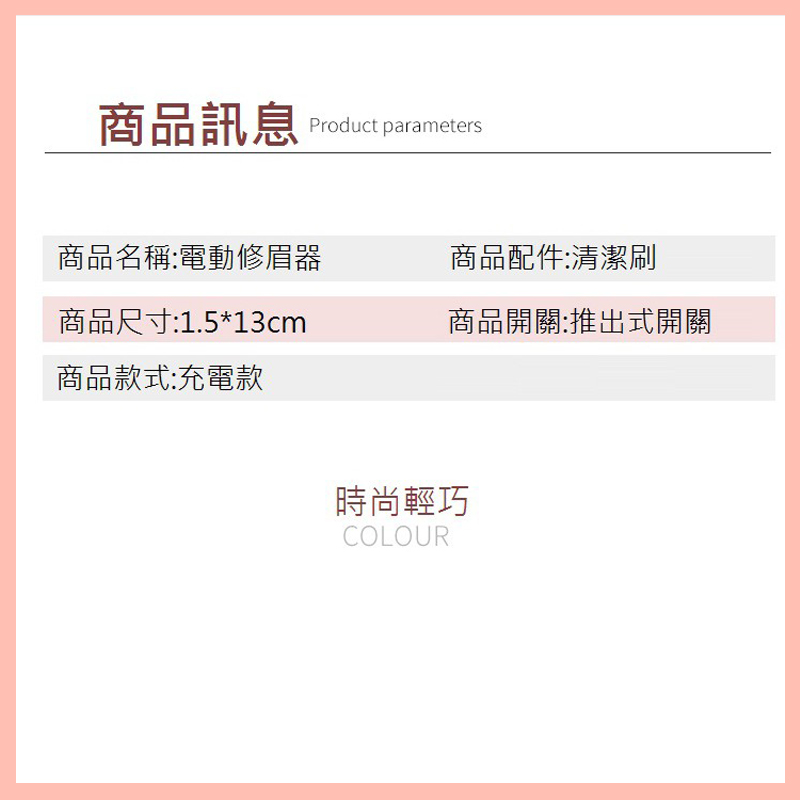 商品訊息 Product parameters
商品名稱:電動修眉器 商品配件:清潔刷
商品尺寸:1.5*13cm 商品開關:推出式開關
商品款式:充電款
時尚輕巧
COLOUR